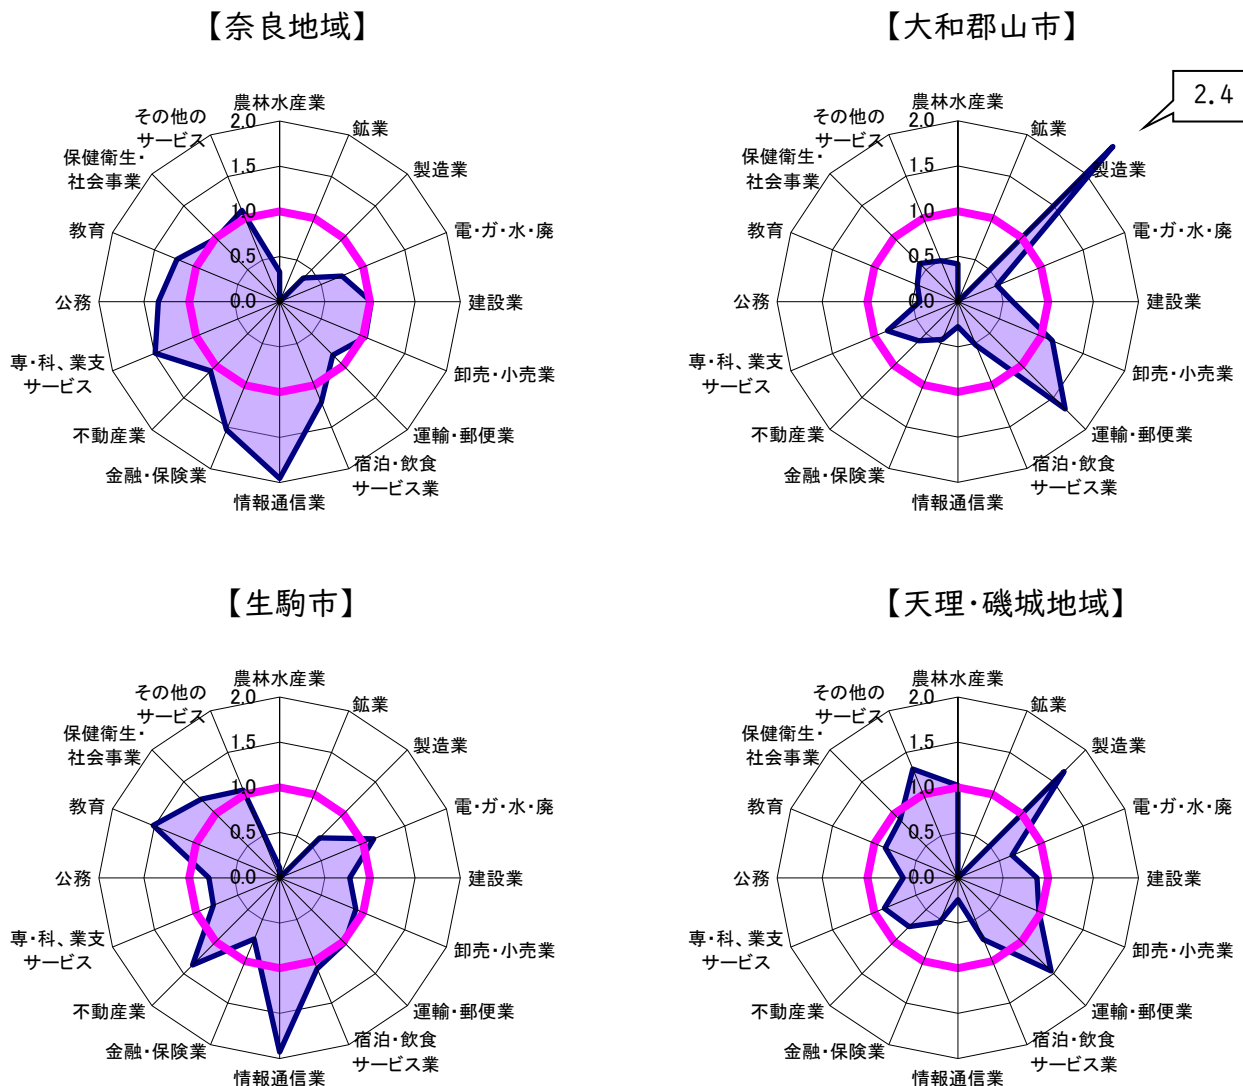 【奈良地域】
農林水産業
鉱業
製造業
電・ガ・水・廃
建設業
卸売・小売業
運輸・郵便業
宿泊・飲食
サービス業
情報通信業
金融・保険業
不動産業
専・科、業支
サービス
公務
教育
保健衛生・
社会事業
その他の
サービス
2.0
1.5
1.0
0.5
0.0
【大和郡山市】
2.4
農林水産業
鉱業
製造業
電・ガ・水・廃
建設業
卸売・小売業
運輸・郵便業
宿泊・飲食
サービス業
情報通信業
金融・保険業
不動産業
専・科、業支
サービス
公務
教育
保健衛生・
社会事業
その他の
サービス
2.0
1.5
1.0
0.5
0.0
【生駒市】
農林水産業
鉱業
製造業
電・ガ・水・廃
建設業
卸売・小売業
運輸・郵便業
宿泊・飲食
サービス業
情報通信業
金融・保険業
不動産業
専・科、業支
サービス
公務
教育
保健衛生・
社会事業
その他の
サービス
2.0
1.5
1.0
0.5
0.0
【天理・磯城地域】
農林水産業
鉱業
製造業
電・ガ・水・廃
建設業
卸売・小売業
運輸・郵便業
宿泊・飲食
サービス業
情報通信業
金融・保険業
不動産業
専・科、業支
サービス
公務
教育
保健衛生・
社会事業
その他の
サービス
2.0
1.5
1.0
0.5
0.0